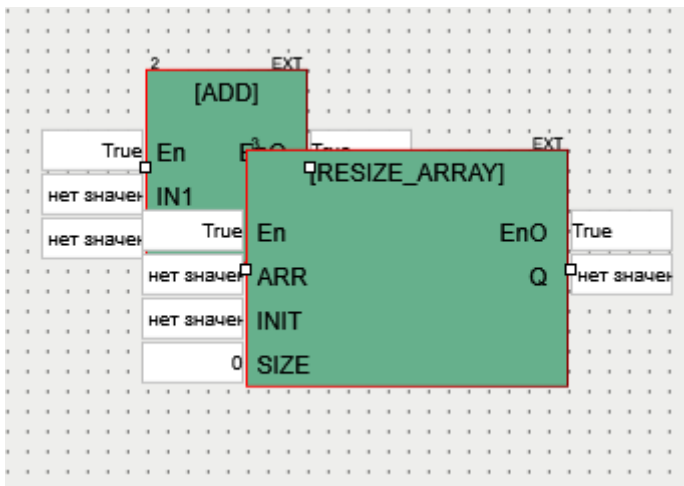 2 EXT
[ADD]
True En 3 EXT
[RESIZE_ARRAY]
нет значен IN1
нет значен True En EnO True
нет значен ARR Q нет значен
нет значен INIT
0 SIZE